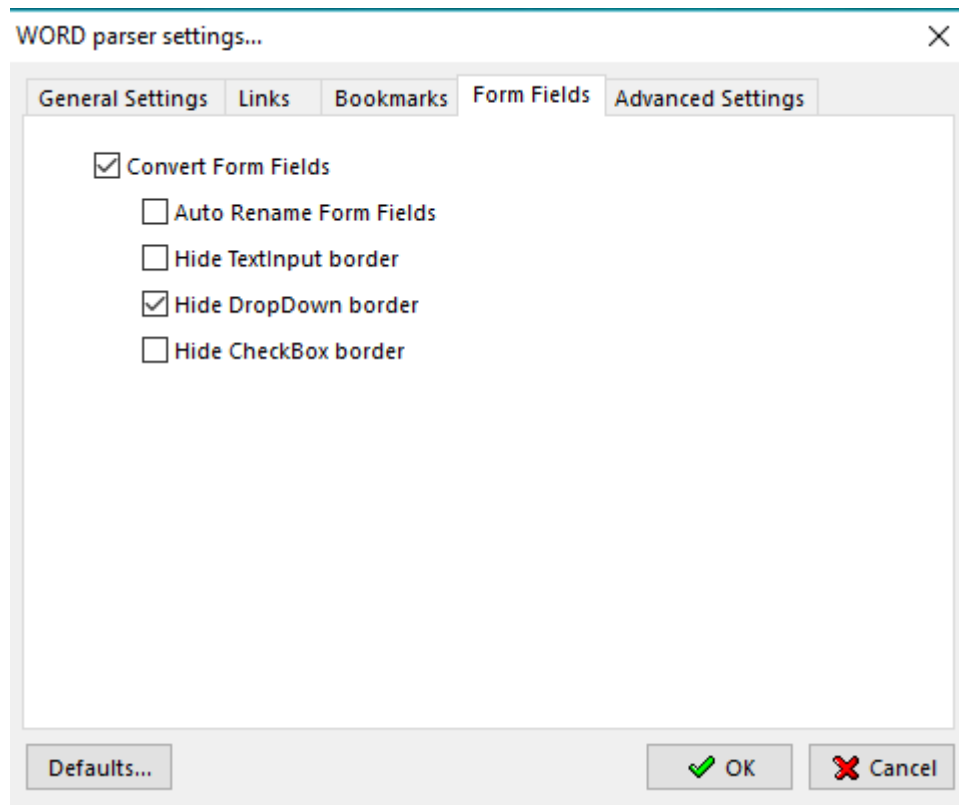 WORD parser settings...
General Settings Links Bookmarks Form Fields Advanced Settings
Convert Form Fields
Auto Rename Form Fields
Hide TextInput border
Hide DropDown border
Hide CheckBox border
Defaults... OK Cancel